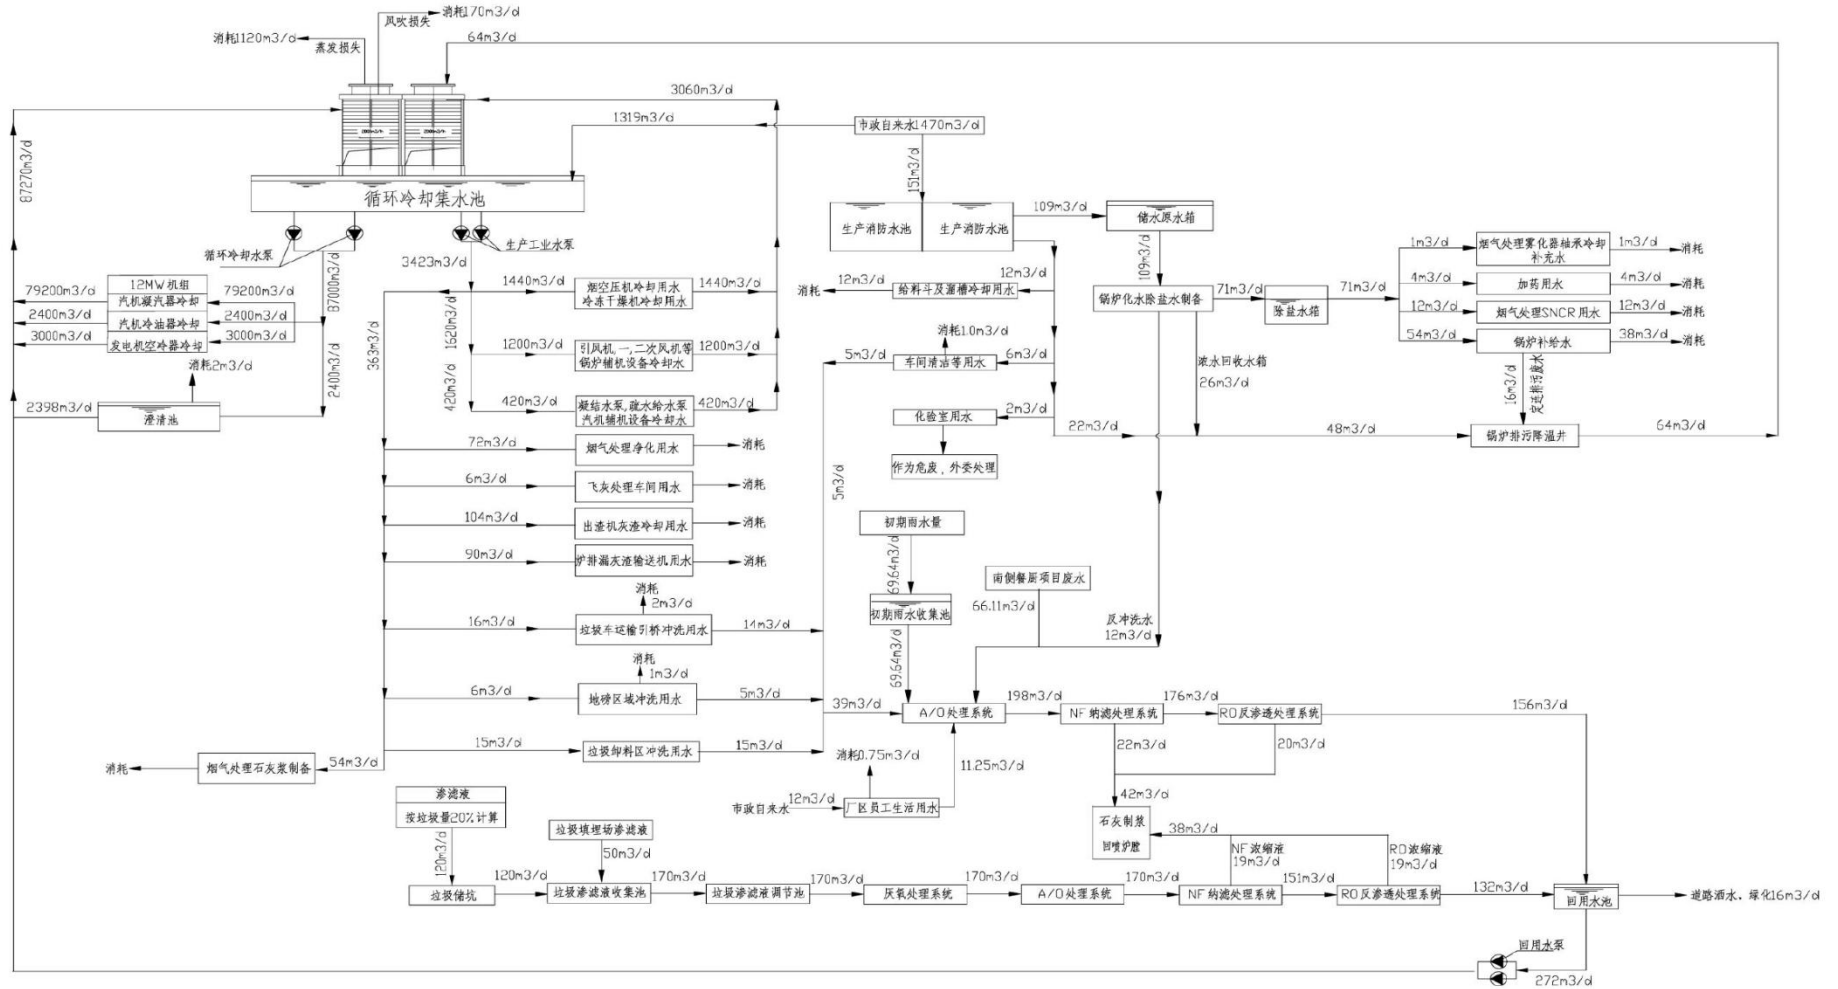 消耗170m3/d
风吹损失
消耗1120m3/d
蒸发损失
64m3/d
3060m3/d
1319m3/d
市政自来水1470m3/d
151m3/d
87270m3/d
循环冷却集水池
循环冷却水泵
生产工业水泵
3423m3/d
87000m3/d
生产消防水池
生产消防水池
109m3/d
储水原水箱
109m3/d
12MW机组
79200m3/d
汽机凝汽器冷却
79200m3/d
2400m3/d
汽机冷油器冷却
2400m3/d
3000m3/d
发电机空冷器冷却
3000m3/d
2400m3/d
消耗2m3/d
2398m3/d
澄清池
1440m3/d
烟空压机冷却用水
冷冻干燥机冷却用水
1440m3/d
363m3/d
1620m3/d
1200m3/d
引风机,一,二次风机等
锅炉辅机设备冷却水
1200m3/d
420m3/d
420m3/d
凝结水泵,疏水给水泵
汽机辅机设备冷却水
420m3/d
72m3/d
烟气处理净化用水
消耗
6m3/d
飞灰处理车间用水
消耗
104m3/d
出渣机灰渣冷却用水
消耗
90m3/d
炉排漏灰渣输送机用水
消耗
消耗
2m3/d
16m3/d
垃圾车运输引桥冲洗用水
14m3/d
消耗
1m3/d
6m3/d
地磅区域冲洗用水
5m3/d
15m3/d
垃圾卸料区冲洗用水
15m3/d
消耗
烟气处理石灰浆制备
54m3/d
消耗
12m3/d
给料斗及溜槽冷却用水
12m3/d
消耗1.0m3/d
5m3/d
车间清洁等用水
6m3/d
化验室用水
2m3/d
作为危废,外委处理
5m3/d
22m3/d
锅炉化水除盐水制备
71m3/d
除盐水箱
71m3/d
浓水回收水箱
26m3/d
48m3/d
1m3/d
烟气处理雾化器轴承冷却
补充水
1m3/d
消耗
4m3/d
加药用水
4m3/d
消耗
12m3/d
烟气处理SNCR用水
12m3/d
消耗
54m3/d
锅炉补给水
38m3/d
消耗
16m3/d
定连排污废水
锅炉排污降温井
64m3/d
初期雨水量
69.64m3/d
初期雨水收集池
69.64m3/d
南侧餐厨项目废水
66.11m3/d
反冲洗水
12m3/d
39m3/d
A/O处理系统
198m3/d
NF纳滤处理系统
176m3/d
RO反渗透处理系统
156m3/d
22m3/d
20m3/d
消耗0.75m3/d
11.25m3/d
市政自来水
12m3/d
厂区员工生活用水
42m3/d
石灰制浆
回喷炉膛
38m3/d
NF浓缩液
19m3/d
RO浓缩液
19m3/d
渗滤液
按垃圾量20%计算
120m3/d
垃圾填埋场渗滤液
50m3/d
垃圾储坑
120m3/d
垃圾渗滤液收集池
170m3/d
垃圾渗滤液调节池
170m3/d
厌氧处理系统
170m3/d
A/O处理系统
170m3/d
NF纳滤处理系统
151m3/d
RO反渗透处理系统
132m3/d
回用水池
道路洒水、绿化16m3/d
回用水泵
272m3/d